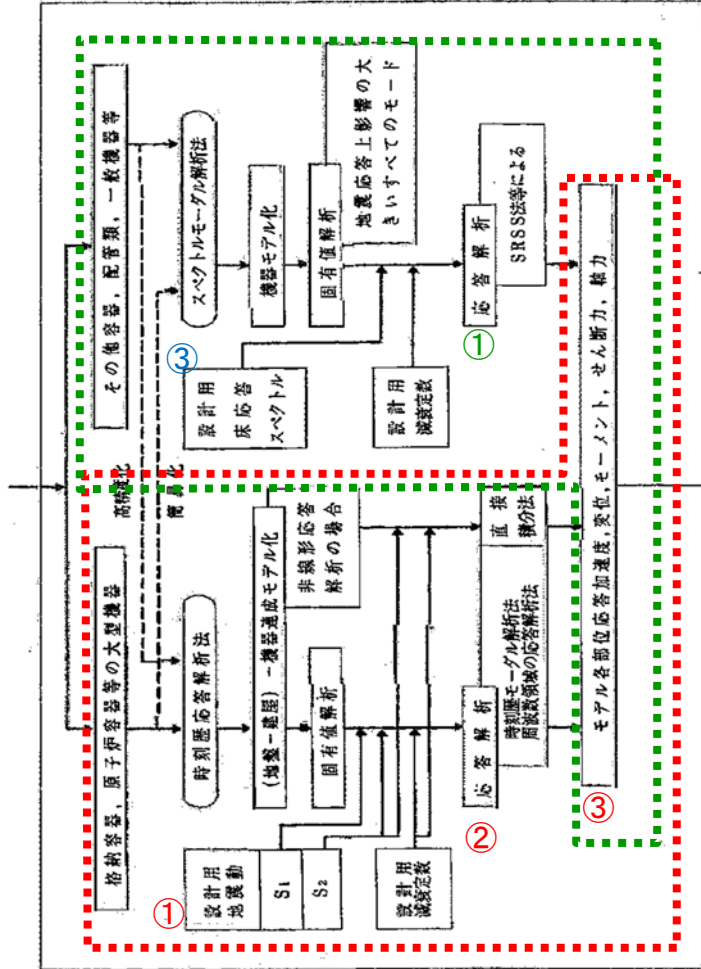 格納容器，原子炉容器等の大型機器
その他容器，配管類，一般機器等
高精度化
簡易化
時刻歴応答解析法
スペクトルモーダル解析法
①
設計用
地震動
S1
S2
(地盤－建屋)－機器連成モデル化
非線形応答
解析の場合
固有値解析
設計用
減衰定数
②
応答解析
時刻歴モーダル解析法
周波数領域の応答解析法
直接
積分法
③
設計用
床応答
スペクトル
機器モデル化
固有値解析
地震応答上影響の大
きいすべてのモード
設計用
減衰定数
①
応答解析
SRSS法等による
③
モデル各部位応答加速度，変位，モーメント，せん断力，軸力